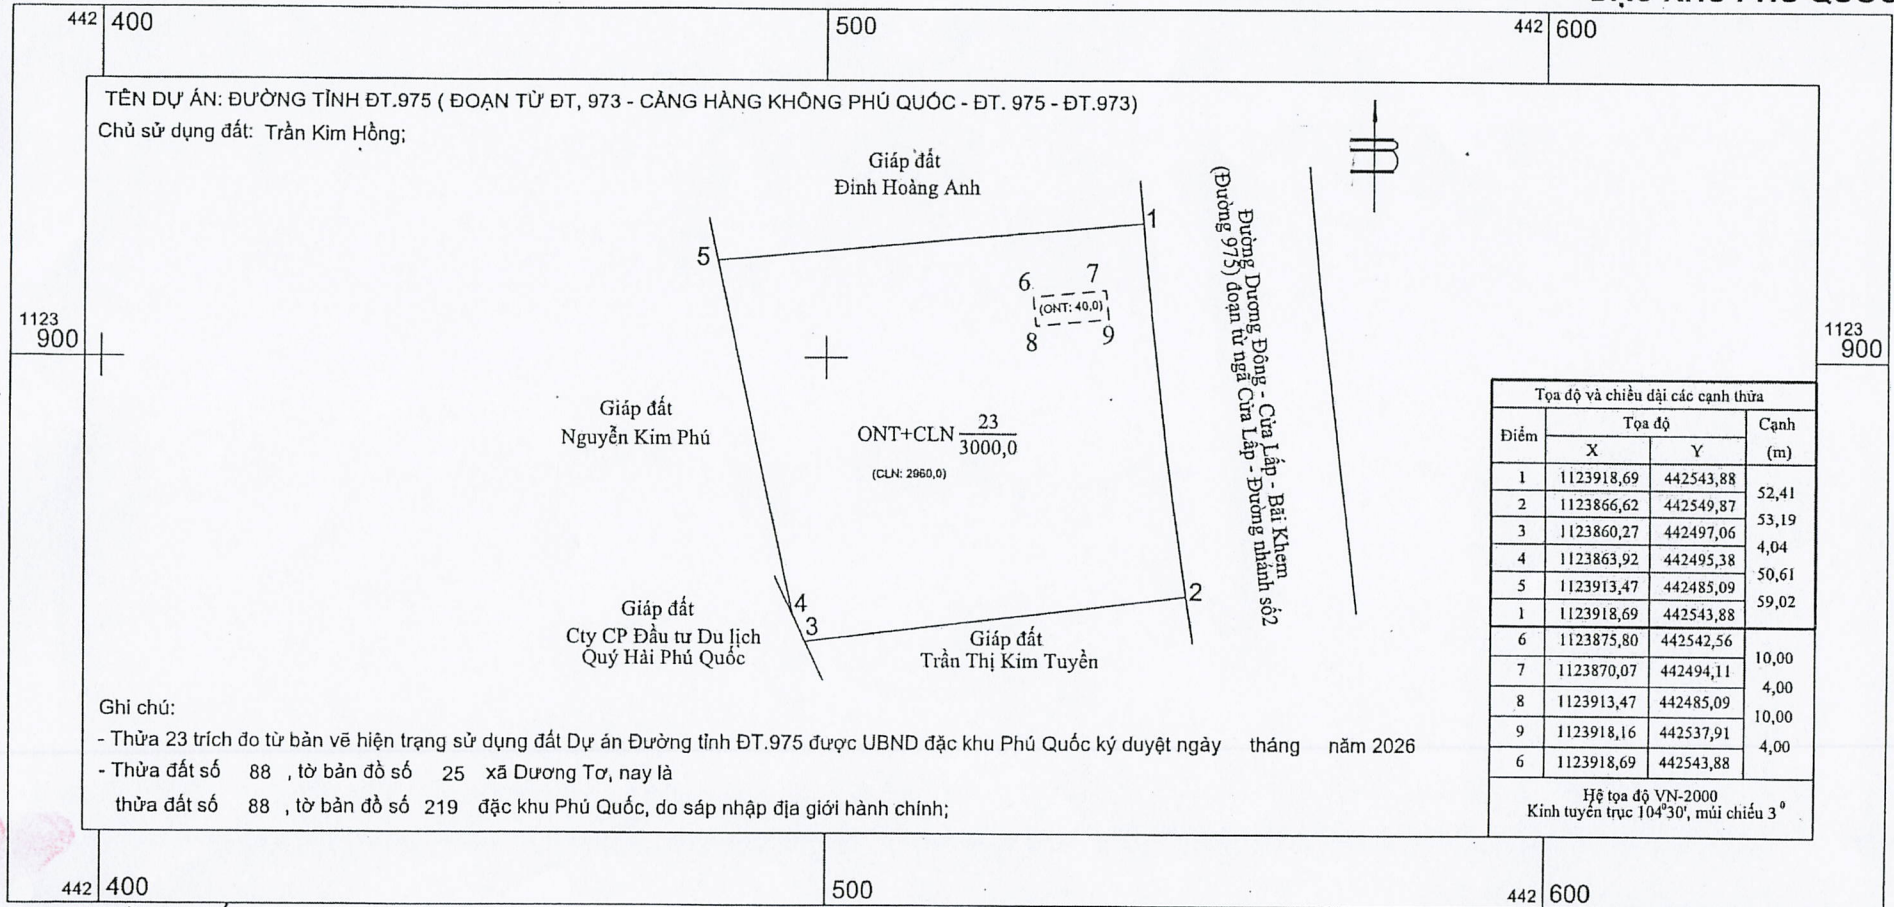 442 400
500
442 600
TÊN DỰ ÁN: ĐƯỜNG TỈNH ĐT.975 ( ĐOẠN TỪ ĐT, 973 - CẢNG HÀNG KHÔNG PHÚ QUỐC - ĐT. 975 - ĐT.973)
Chủ sử dụng đất: Trần Kim Hồng;
Giáp đất
Đinh Hoàng Anh
1
5
6
7
(ONT: 40,0)
8
9
Đường Dương Đông - Cửa Lấp - Bãi Khem
(Đường 975) đoạn từ ngã Cửa Lấp - Đường nhánh số2
1123
900
1123
900
Giáp đất
Nguyễn Kim Phú
ONT+CLN 23
3000,0
(CLN: 2960,0)
4
3
2
Giáp đất
Cty CP Đầu tư Du lịch
Quý Hải Phú Quốc
Giáp đất
Trần Thị Kim Tuyền
Tọa độ và chiều dài các cạnh thửa
Điểm Tọa độ Cạnh
X Y (m)
1 1123918,69 442543,88
52,41
2 1123866,62 442549,87
53,19
3 1123860,27 442497,06
4,04
4 1123863,92 442495,38
50,61
5 1123913,47 442485,09
59,02
1 1123918,69 442543,88
6 1123875,80 442542,56
10,00
7 1123870,07 442494,11
4,00
8 1123913,47 442485,09
10,00
9 1123918,16 442537,91
4,00
6 1123918,69 442543,88
Hệ tọa độ VN-2000
Kinh tuyến trục 104°30', múi chiếu 3°
Ghi chú:
- Thửa 23 trích đo từ bản vẽ hiện trạng sử dụng đất Dự án Đường tỉnh ĐT.975 được UBND đặc khu Phú Quốc ký duyệt ngày tháng năm 2026
- Thửa đất số 88 , tờ bản đồ số 25 xã Dương Tơ, nay là
thửa đất số 88 , tờ bản đồ số 219 đặc khu Phú Quốc, do sáp nhập địa giới hành chính;
442 400
500
442 600